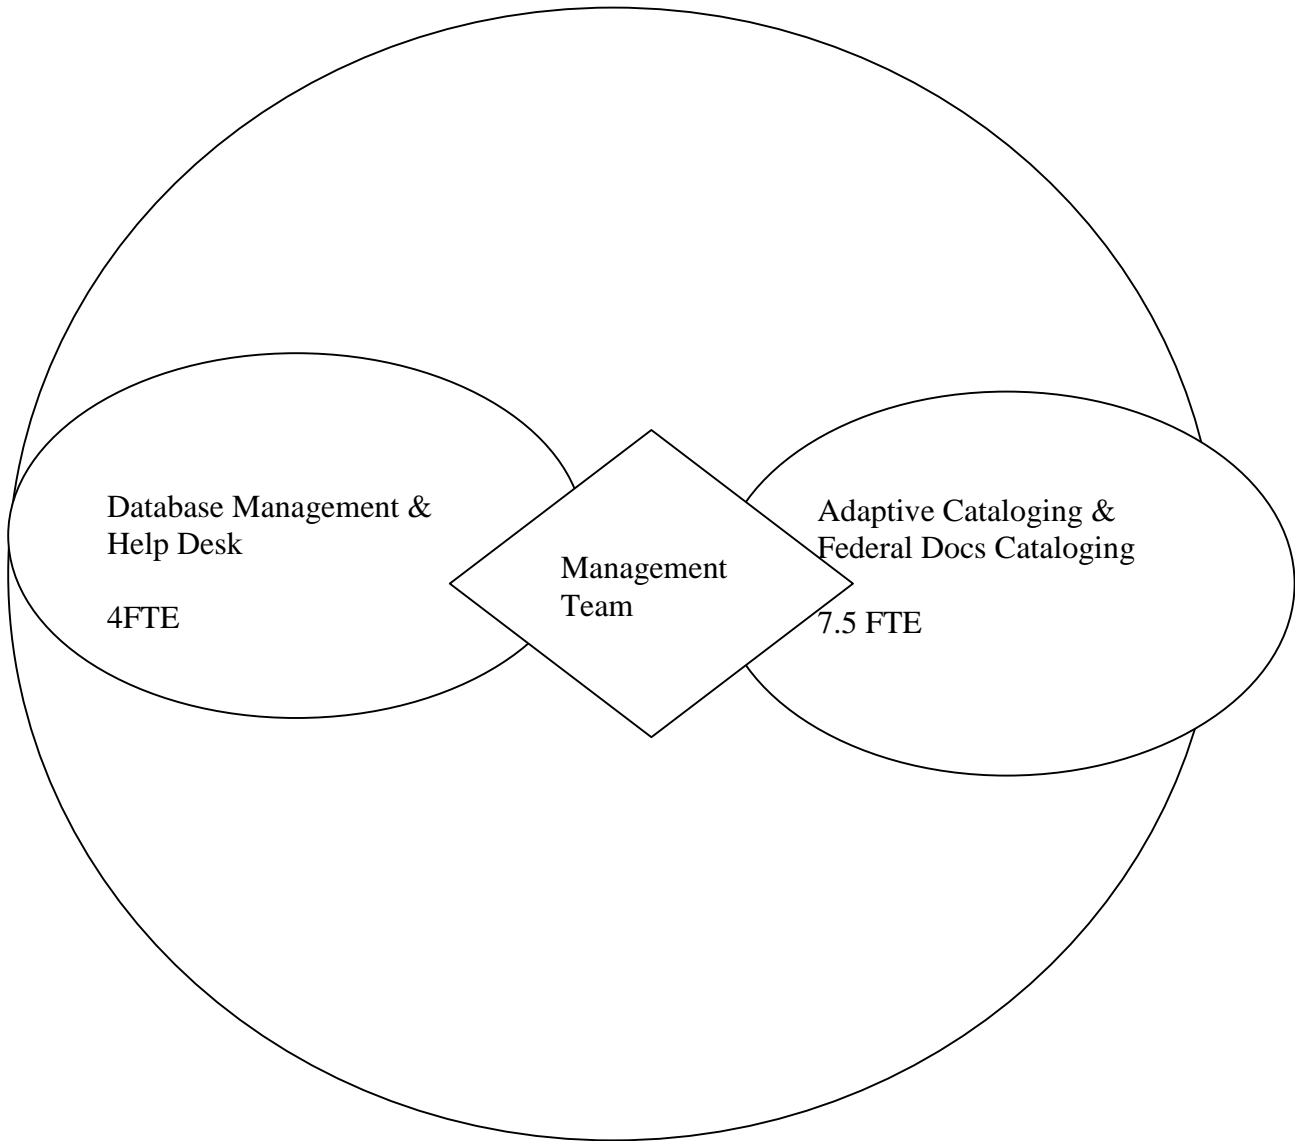 Database Management &
Help Desk
4FTE
Management
Team
Adaptive Cataloging &
Federal Docs Cataloging
7.5 FTE